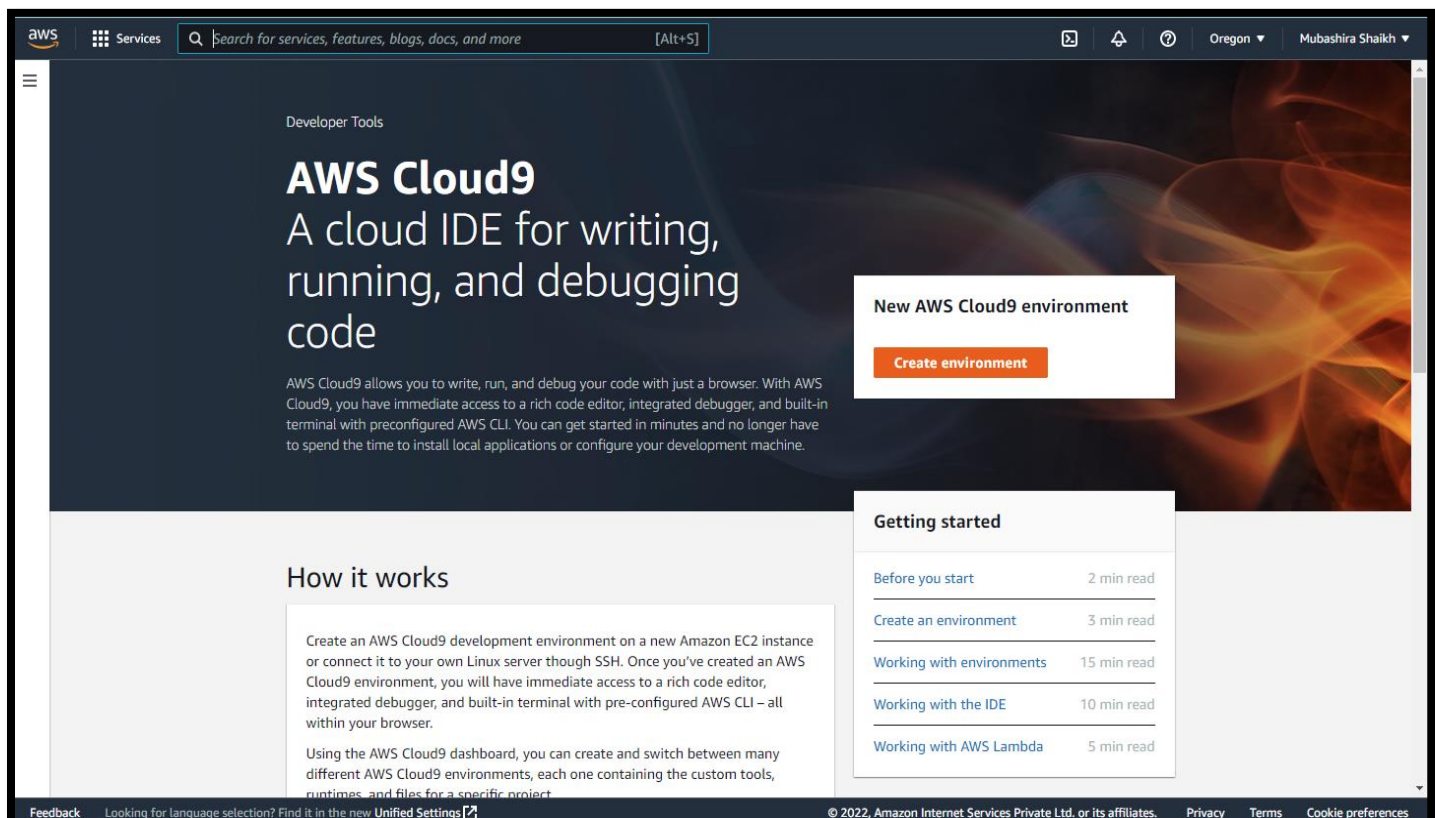 aws
Services
Search for services, features, blogs, docs, and more
[Alt+S]
Oregon ▼
Mubashira Shaikh ▼
Developer Tools
AWS Cloud9
A cloud IDE for writing,
running, and debugging
code
AWS Cloud9 allows you to write, run, and debug your code with just a browser. With AWS
Cloud9, you have immediate access to a rich code editor, integrated debugger, and built-in
terminal with preconfigured AWS CLI. You can get started in minutes and no longer have
to spend the time to install local applications or configure your development machine.
New AWS Cloud9 environment
Create environment
Getting started
Before you start 2 min read
Create an environment 3 min read
Working with environments 15 min read
Working with the IDE 10 min read
Working with AWS Lambda 5 min read
How it works
Create an AWS Cloud9 development environment on a new Amazon EC2 instance
or connect it to your own Linux server though SSH. Once you've created an AWS
Cloud9 environment, you will have immediate access to a rich code editor,
integrated debugger, and built-in terminal with pre-configured AWS CLI – all
within your browser.
Using the AWS Cloud9 dashboard, you can create and switch between many
different AWS Cloud9 environments, each one containing the custom tools,
runtimes, and files for a specific project.
Feedback
Looking for language selection? Find it in the new Unified Settings
© 2022, Amazon Internet Services Private Ltd. or its affiliates.
Privacy
Terms
Cookie preferences